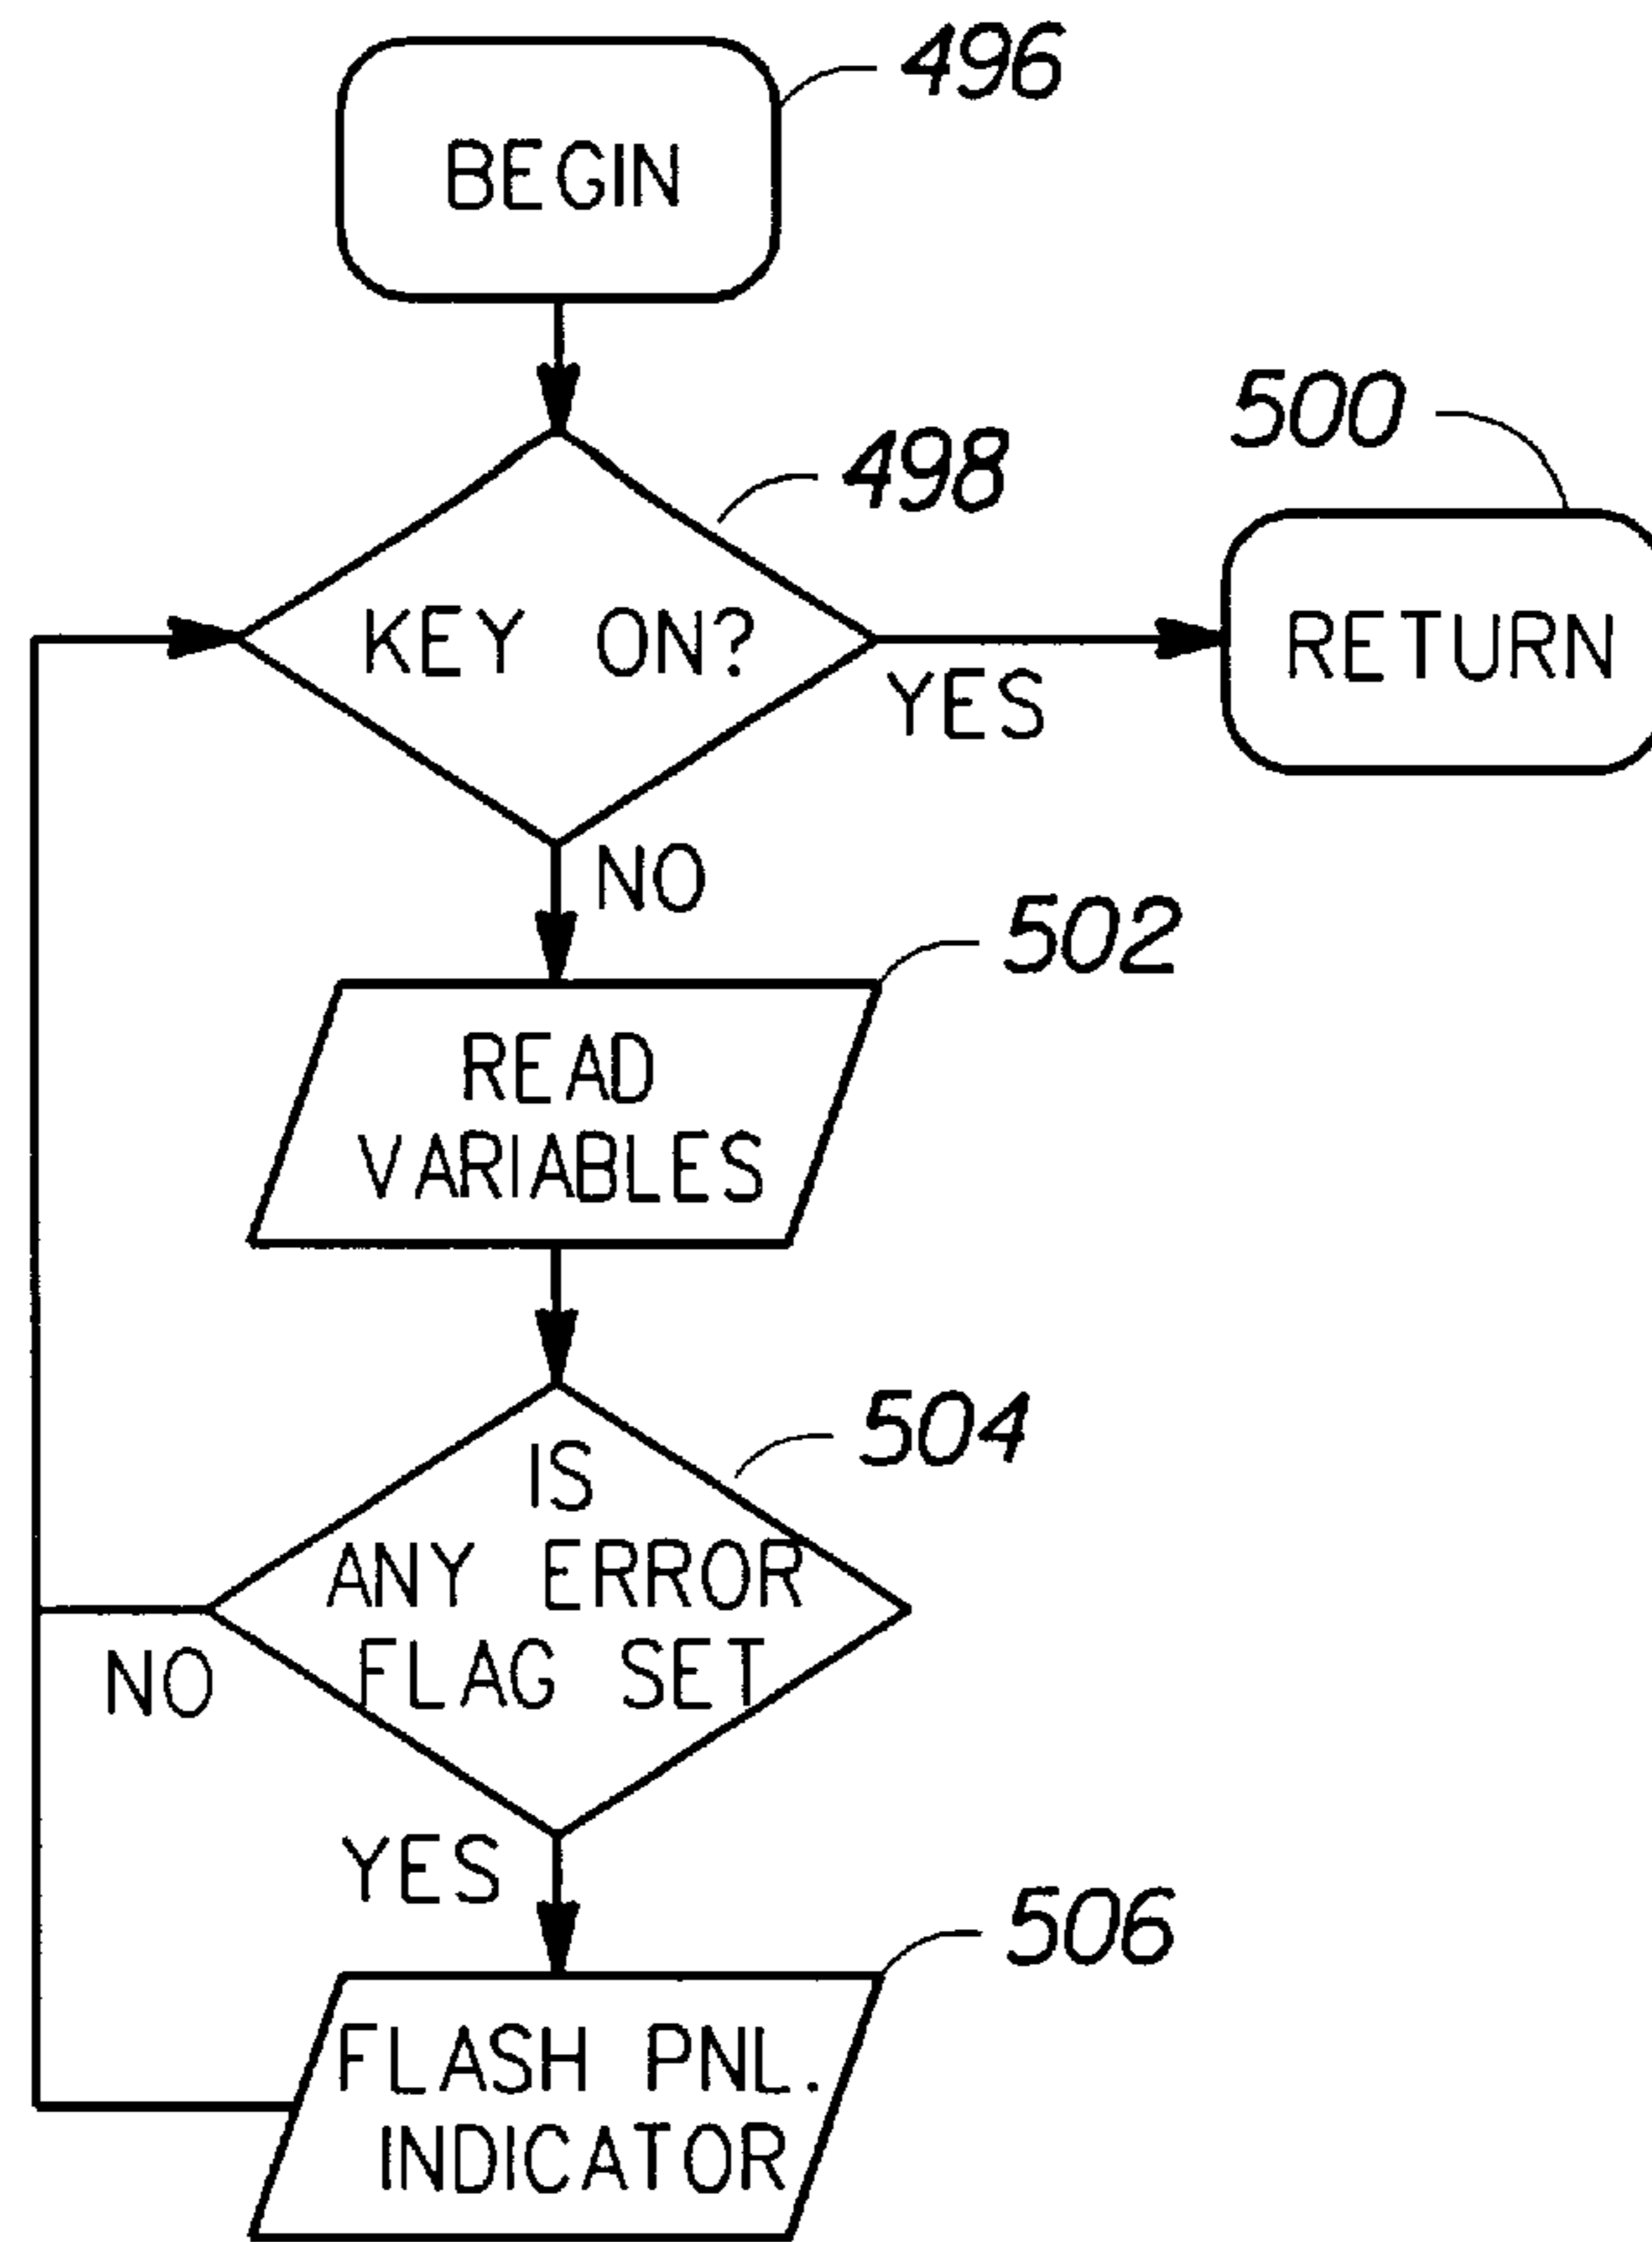 496
BEGIN
500
498
KEY ON?
RETURN
YES
NO
502
READ
VARIABLES
504
IS
ANY ERROR
FLAG SET
NO
YES
506
FLASH PNL.
INDICATOR